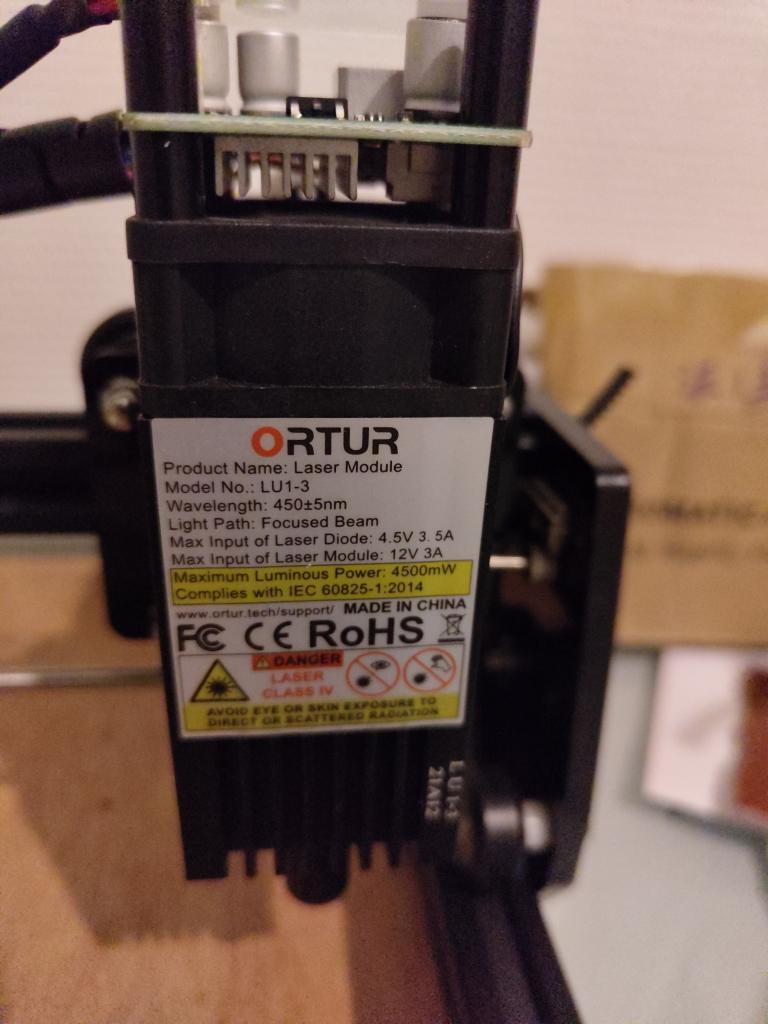 ORTUR
Product Name: Laser Module
Model No.: LU1-3
Wavelength: 450±5nm
Light Path: Focused Beam
Max Input of Laser Diode: 4.5V 3. 5A
Max Input of Laser Module: 12V 3A
Maximum Luminous Power: 4500mW
Complies with IEC 60825-1:2014
www.ortur.tech/support/ MADE IN CHINA
FC CE RoHS
DANGER
LASER
CLASS IV
AVOID EYE OR SKIN EXPOSURE TO
DIRECT OR SCATTERED RADIATION
LU1-3
21A12